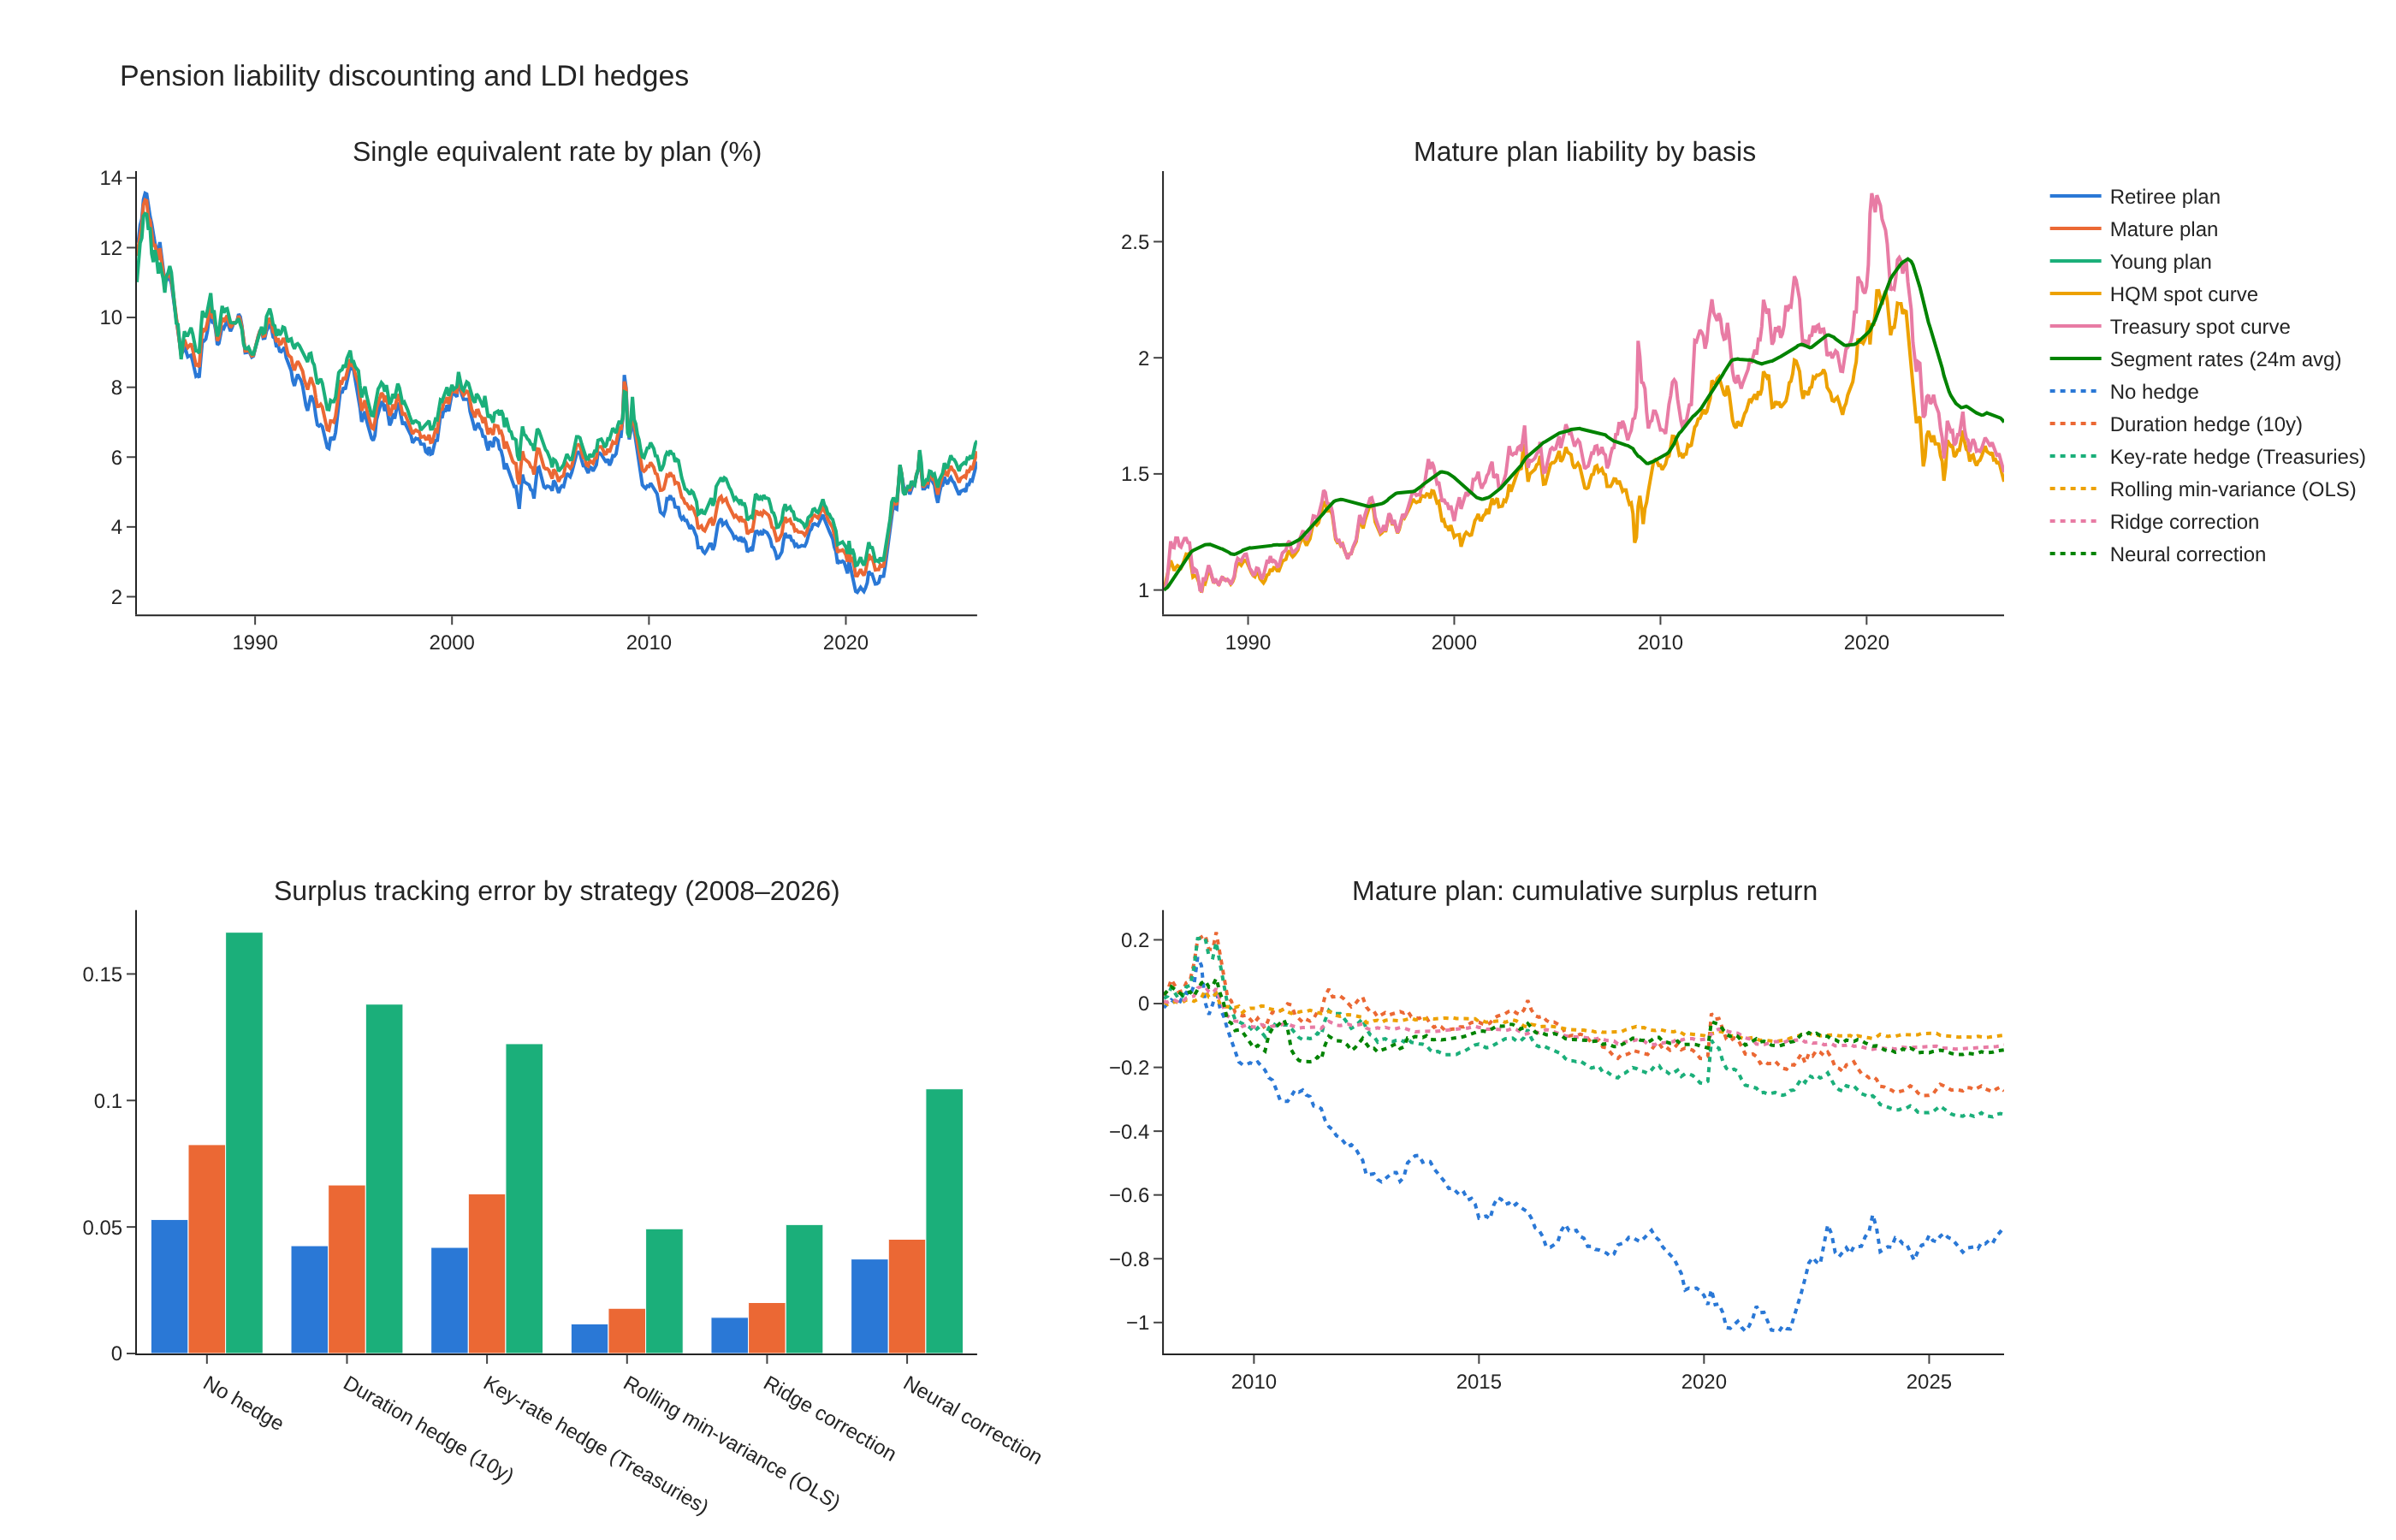 Pension liability discounting and LDI hedges
Single equivalent rate by plan (%)
14
12
10
8
6
4
2
1990
2000
2010
2020
Mature plan liability by basis
2.5
2
1.5
1
1990
2000
2010
2020
Retiree plan
Mature plan
Young plan
HQM spot curve
Treasury spot curve
Segment rates (24m avg)
No hedge
Duration hedge (10y)
Key-rate hedge (Treasuries)
Rolling min-variance (OLS)
Ridge correction
Neural correction
Surplus tracking error by strategy (2008–2026)
0.15
0.1
0.05
0
No hedge
Duration hedge (10y)
Key-rate hedge (Treasuries)
Rolling min-variance (OLS)
Ridge correction
Neural correction
Mature plan: cumulative surplus return
0.2
0
−0.2
−0.4
−0.6
−0.8
−1
2010
2015
2020
2025